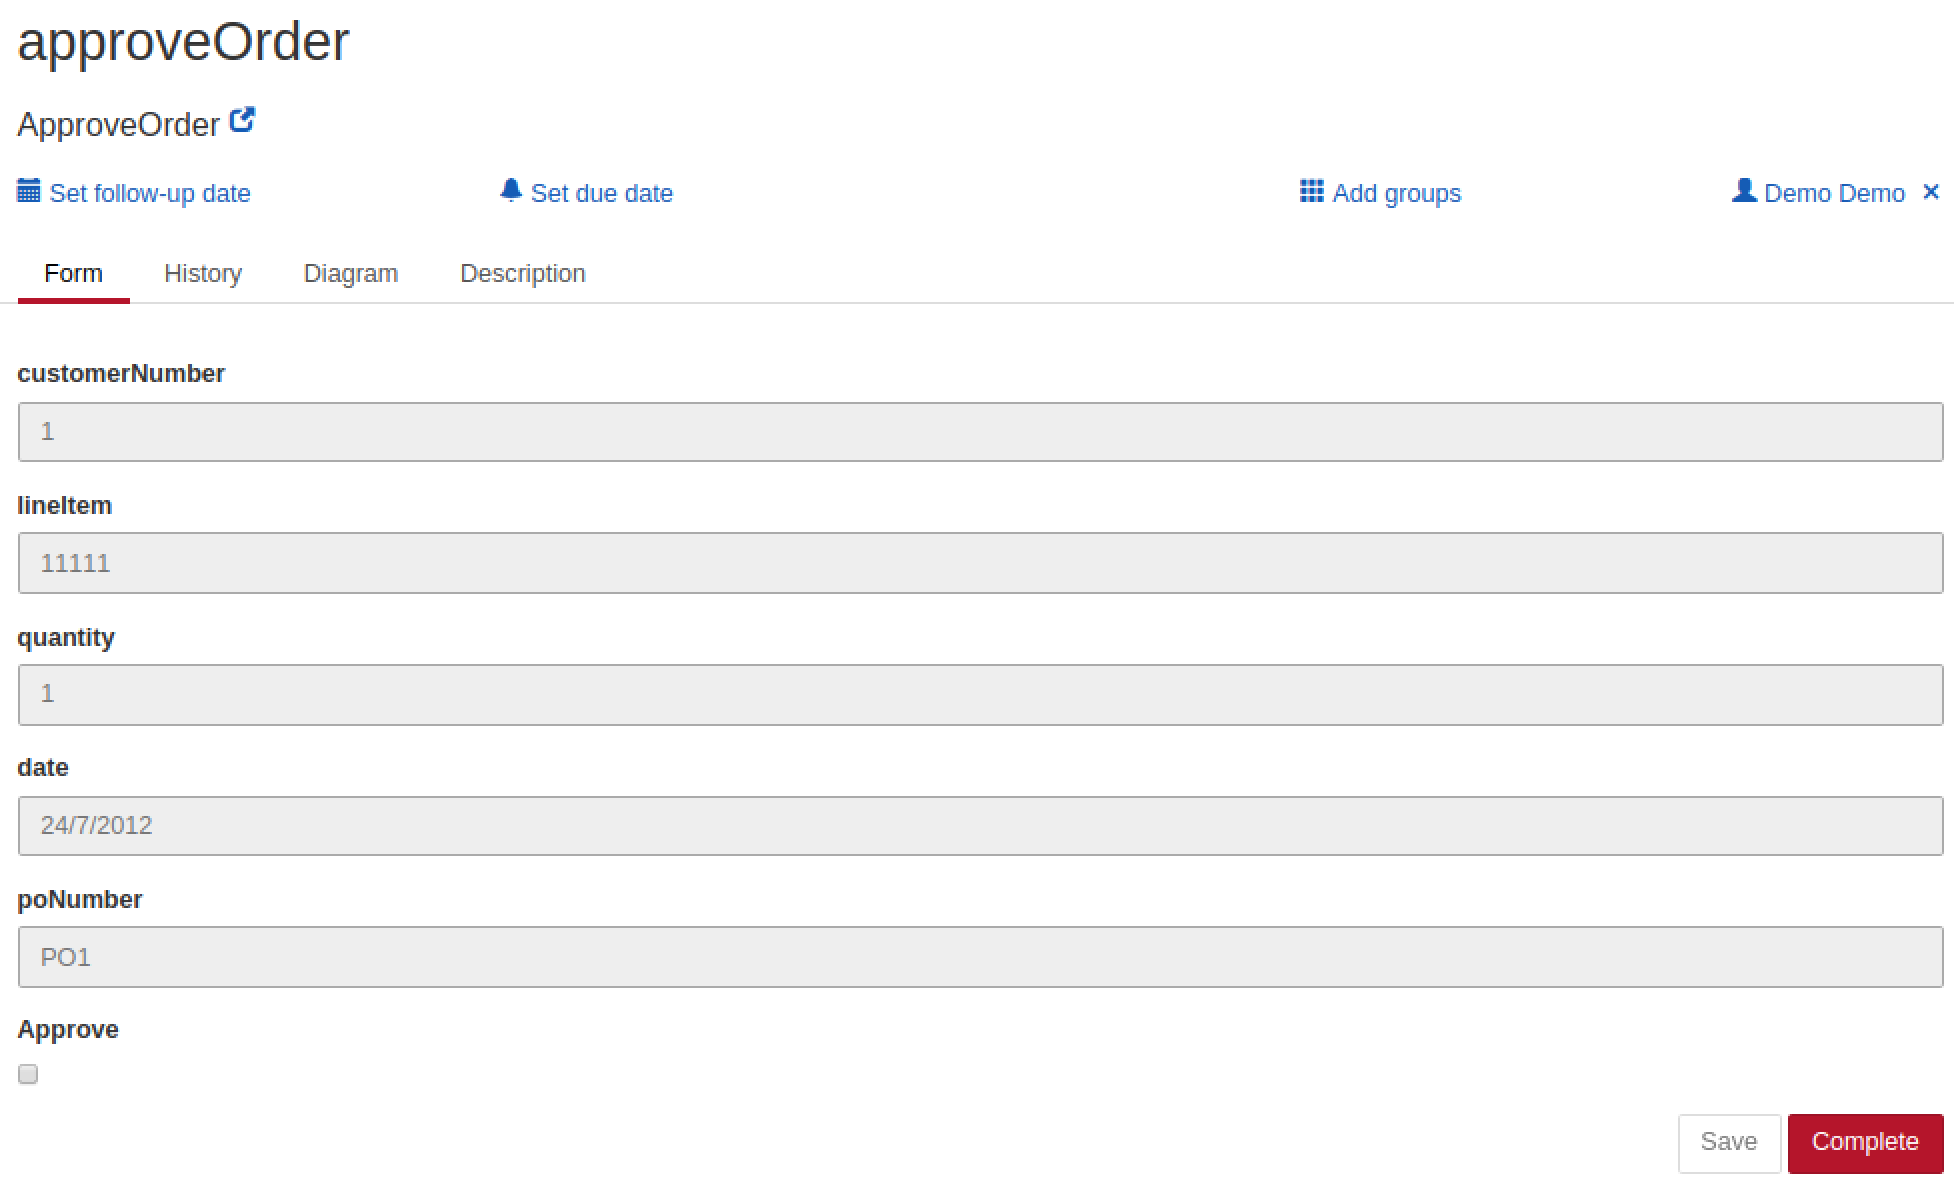 approveOrder
ApproveOrder
Set follow-up date Set due date Add groups Demo Demo ×
Form History Diagram Description
customerNumber
1
lineItem
11111
quantity
1
date
24/7/2012
poNumber
PO1
Approve
Save Complete